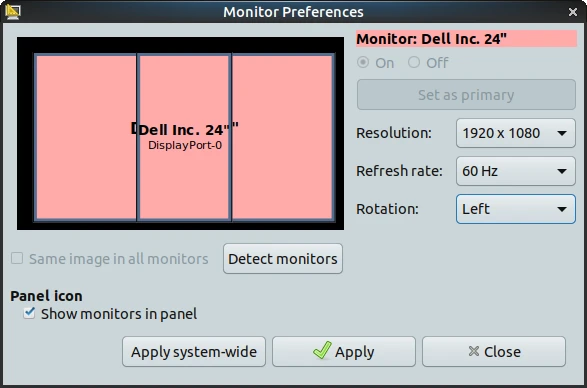 Monitor Preferences
Monitor: Dell Inc. 24"
On Off
Set as primary
Resolution: 1920 x 1080
Refresh rate: 60 Hz
Rotation: Left
Dell Inc. 24"
DisplayPort-0
Same image in all monitors
Detect monitors
Panel icon
Show monitors in panel
Apply system-wide
Apply
Close